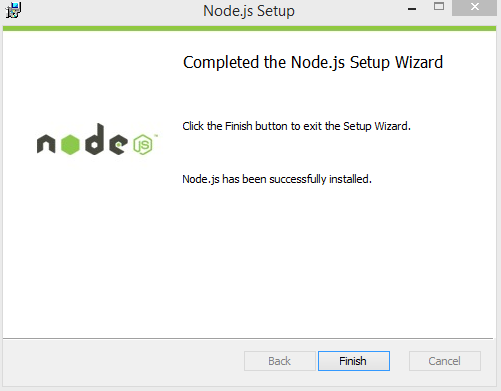 Node.js Setup
Completed the Node.js Setup Wizard
Click the Finish button to exit the Setup Wizard.
node JS™
Node.js has been successfully installed.
Back Finish Cancel